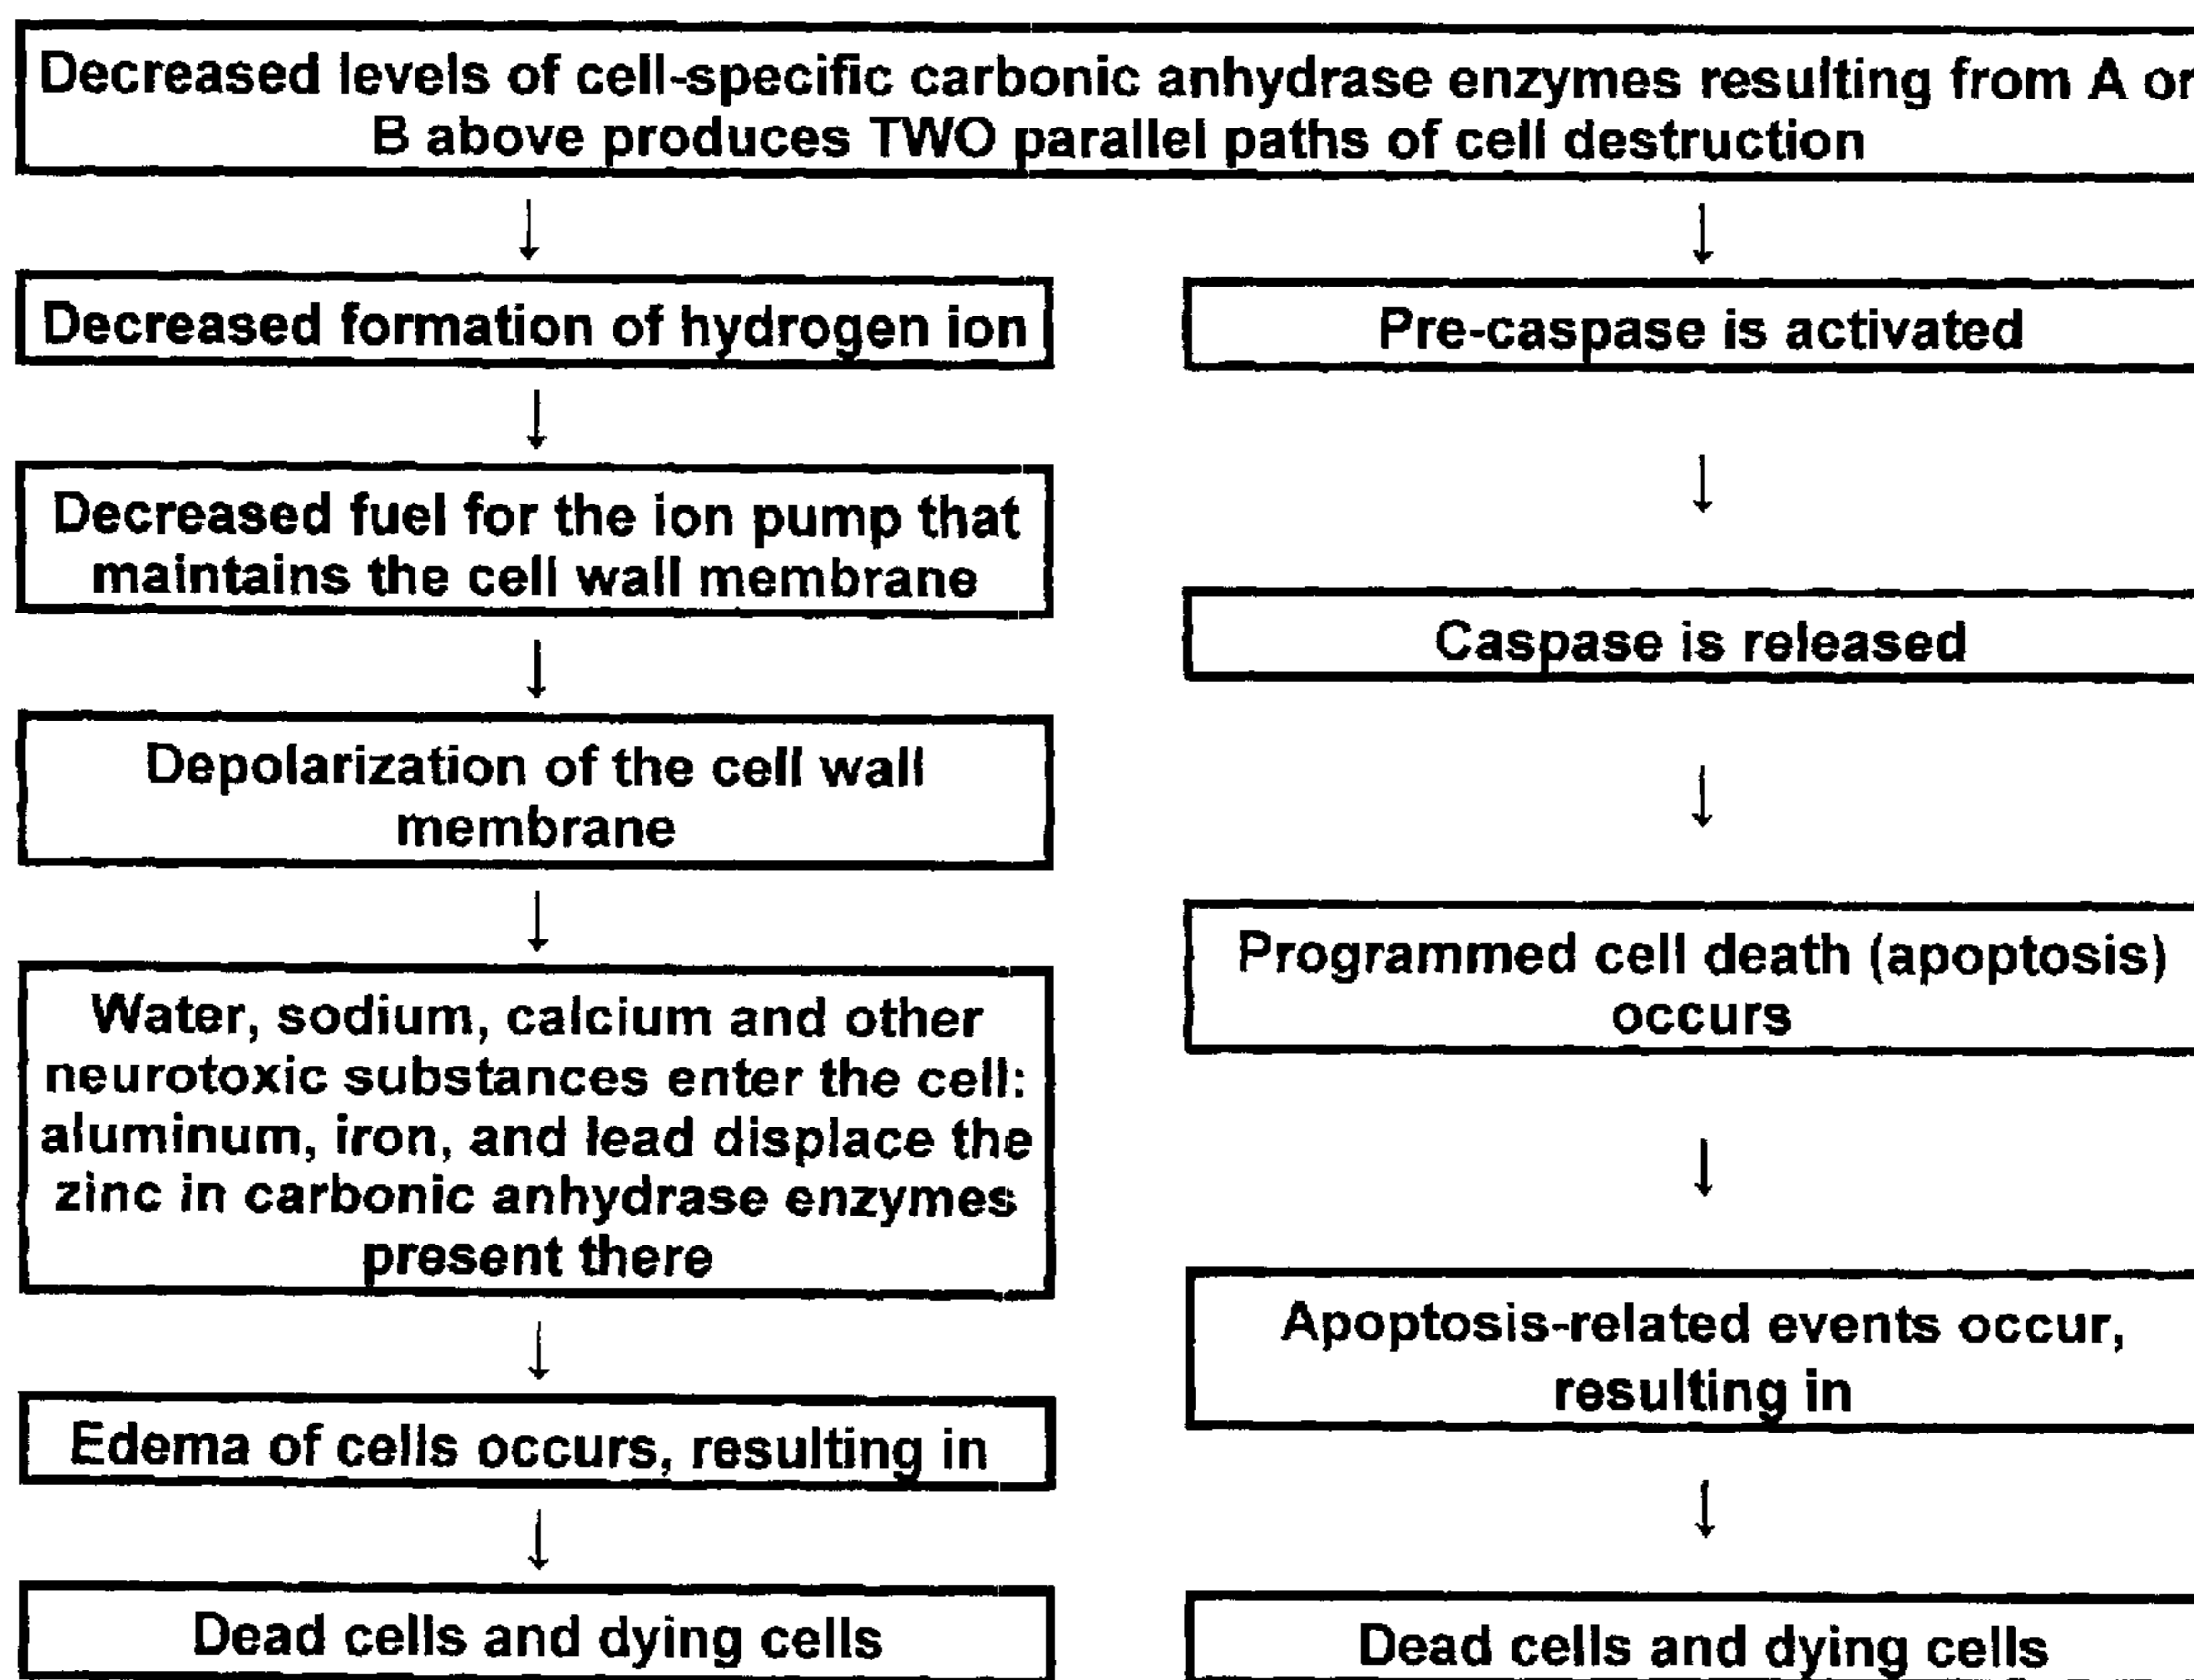 Decreased levels of cell-specific carbonic anhydrase enzymes resulting from A or
B above produces TWO parallel paths of cell destruction
Decreased formation of hydrogen ion
Decreased fuel for the ion pump that
maintains the cell wall membrane
Depolarization of the cell wall
membrane
Water, sodium, calcium and other
neurotoxic substances enter the cell:
aluminum, iron, and lead displace the
zinc in carbonic anhydrase enzymes
present there
Edema of cells occurs, resulting in
Dead cells and dying cells
Pre-caspase is activated
Caspase is released
Programmed cell death (apoptosis)
occurs
Apoptosis-related events occur,
resulting in
Dead cells and dying cells